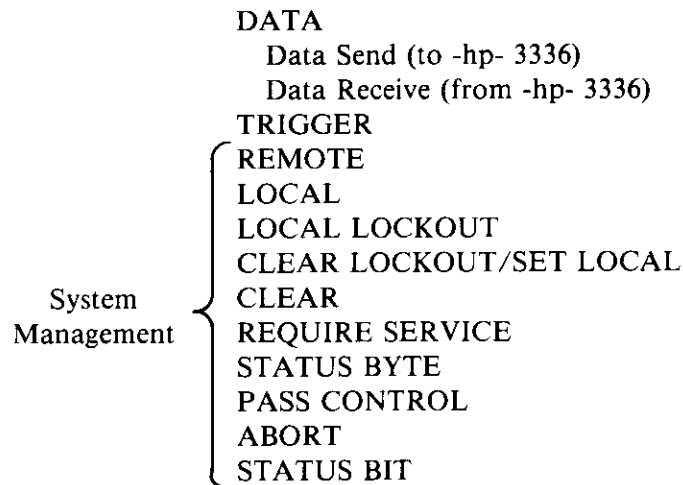 DATA
Data Send (to -hp- 3336)
Data Receive (from -hp- 3336)
TRIGGER
REMOTE
LOCAL
LOCAL LOCKOUT
CLEAR LOCKOUT/SET LOCAL
System Management
CLEAR
REQUIRE SERVICE
STATUS BYTE
PASS CONTROL
ABORT
STATUS BIT